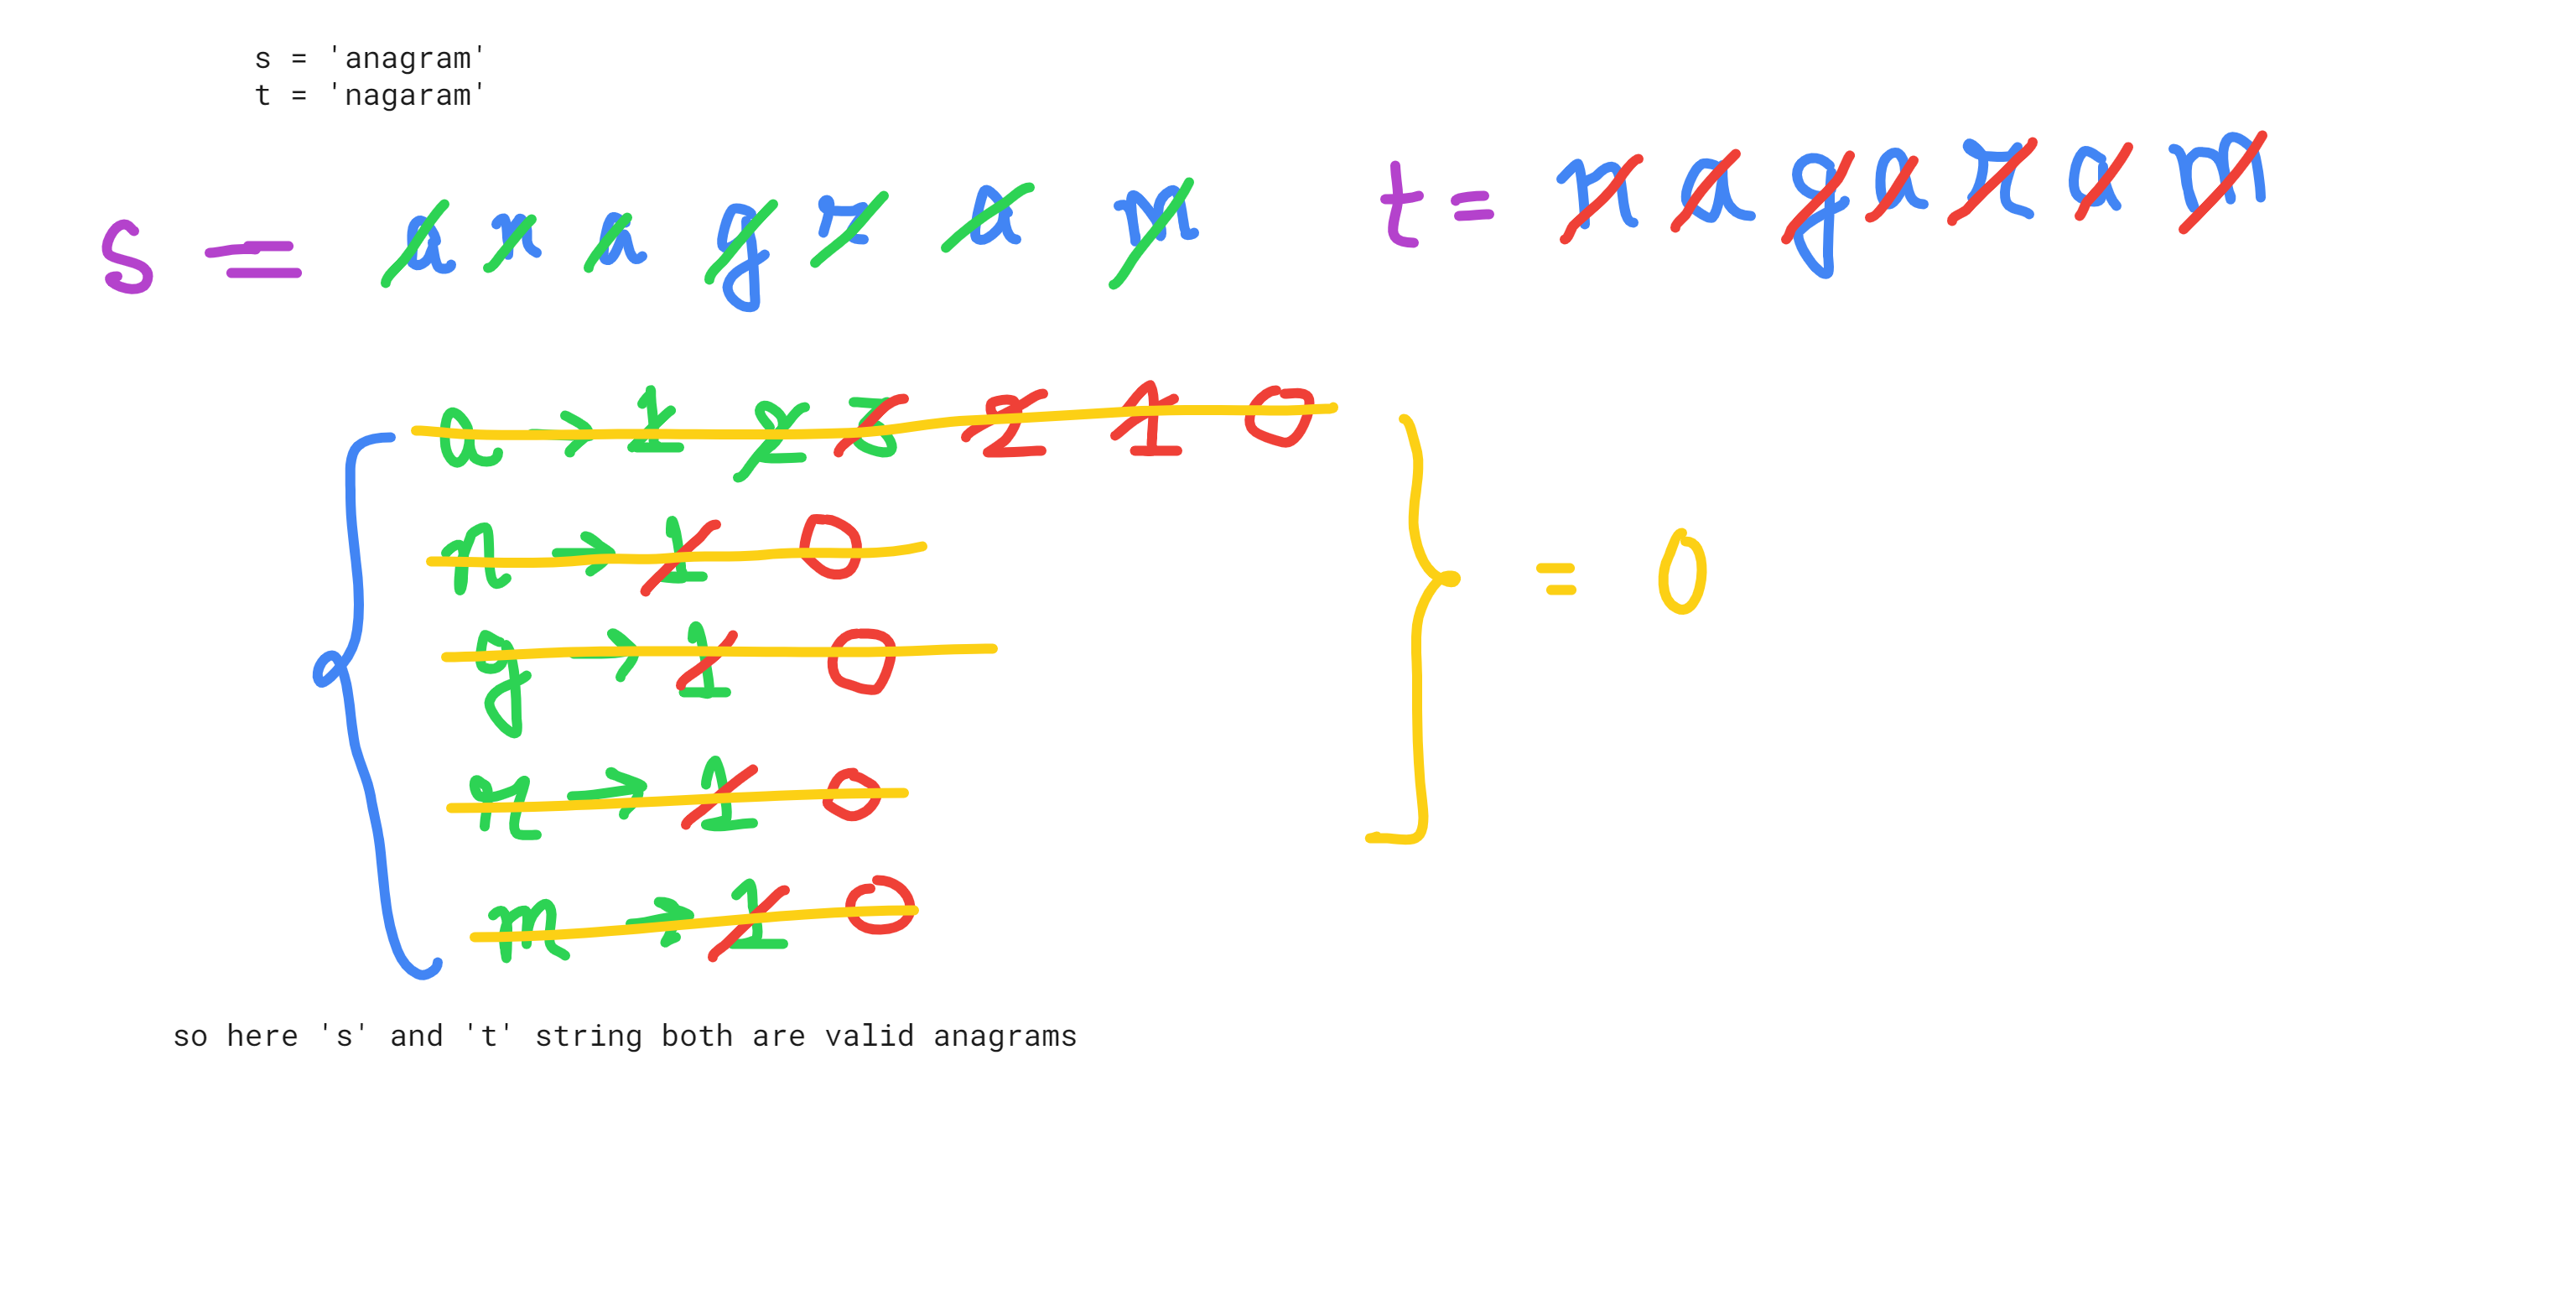 s = 'anagram'
t = 'nagaram'
s = a n a g r a m
t = n a g a r a m
a → 1 2 3 2 1 0
n → 1 0
g → 1 0
r → 1 0
m → 1 0
= 0
so here 's' and 't' string both are valid anagrams